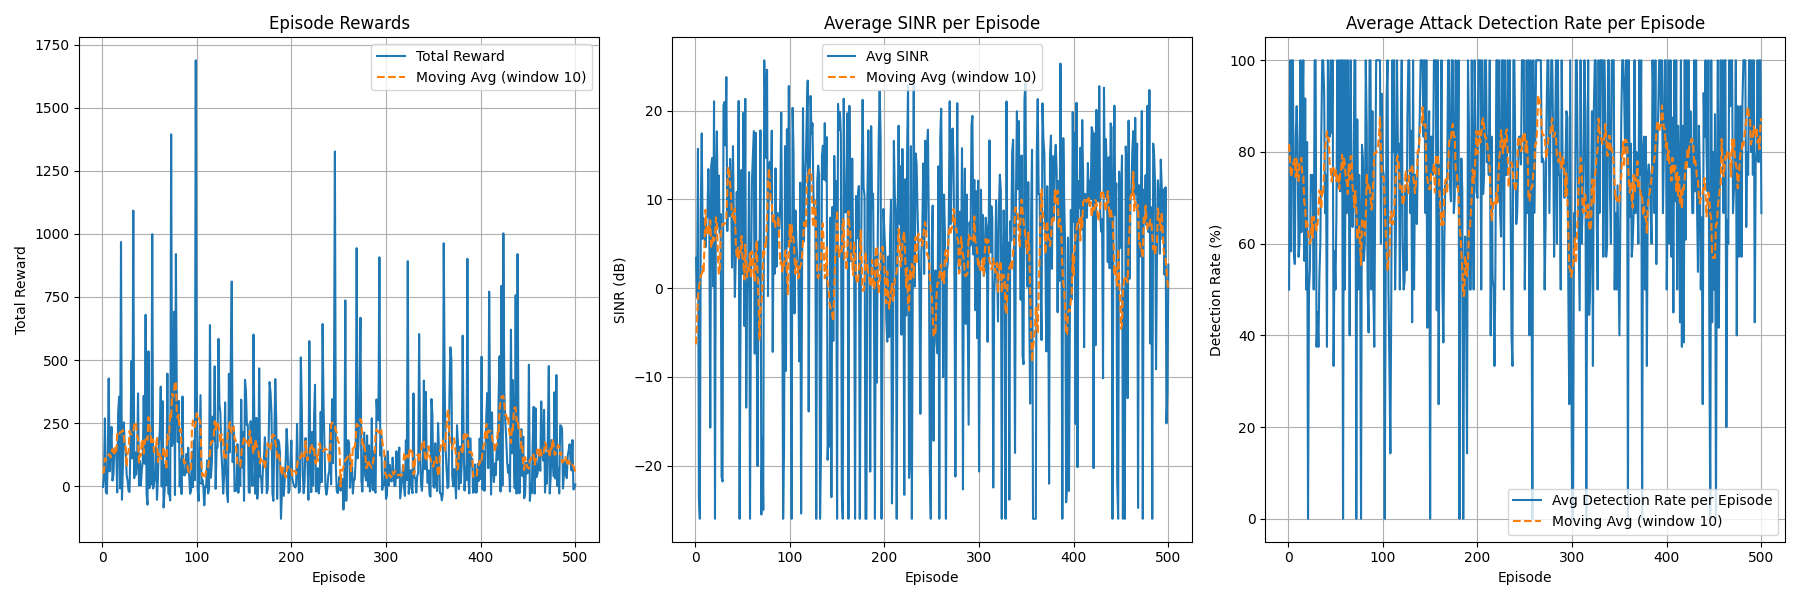 Episode Rewards
Total Reward
Moving Avg (window 10)
1750
1500
1250
1000
750
500
250
0
Total Reward
0 100 200 300 400 500
Episode
Average SINR per Episode
Avg SINR
Moving Avg (window 10)
20
10
0
−10
−20
SINR (dB)
0 100 200 300 400 500
Episode
Average Attack Detection Rate per Episode
100
80
60
40
20
0
Detection Rate (%)
Avg Detection Rate per Episode
Moving Avg (window 10)
0 100 200 300 400 500
Episode